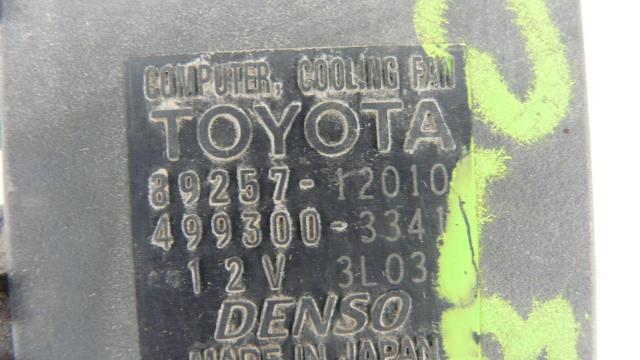 COMPUTER, COOLING FAN
TOYOTA
89257-12010
499300-3341
12V 3L03
DENSO
MADE IN JAPAN